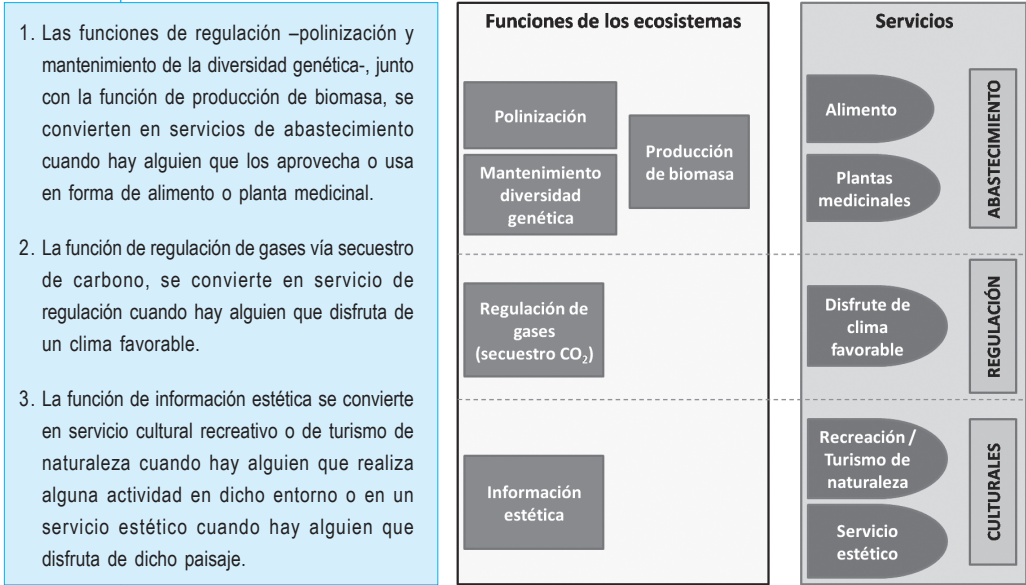 1. Las funciones de regulación –polinización y
mantenimiento de la diversidad genética-, junto
con la función de producción de biomasa, se
convierten en servicios de abastecimiento
cuando hay alguien que los aprovecha o usa
en forma de alimento o planta medicinal.
2. La función de regulación de gases vía secuestro
de carbono, se convierte en servicio de
regulación cuando hay alguien que disfruta de
un clima favorable.
3. La función de información estética se convierte
en servicio cultural recreativo o de turismo de
naturaleza cuando hay alguien que realiza
alguna actividad en dicho entorno o en un
servicio estético cuando hay alguien que
disfruta de dicho paisaje.
Funciones de los ecosistemas
Polinización
Mantenimiento
diversidad
genética
Producción
de biomasa
Regulación de
gases
(secuestro CO₂)
Información
estética
Servicios
Alimento
Plantas
medicinales
ABASTECIMIENTO
Disfrute de
clima
favorable
REGULACIÓN
Recreación /
Turismo de
naturaleza
Servicio
estético
CULTURALES